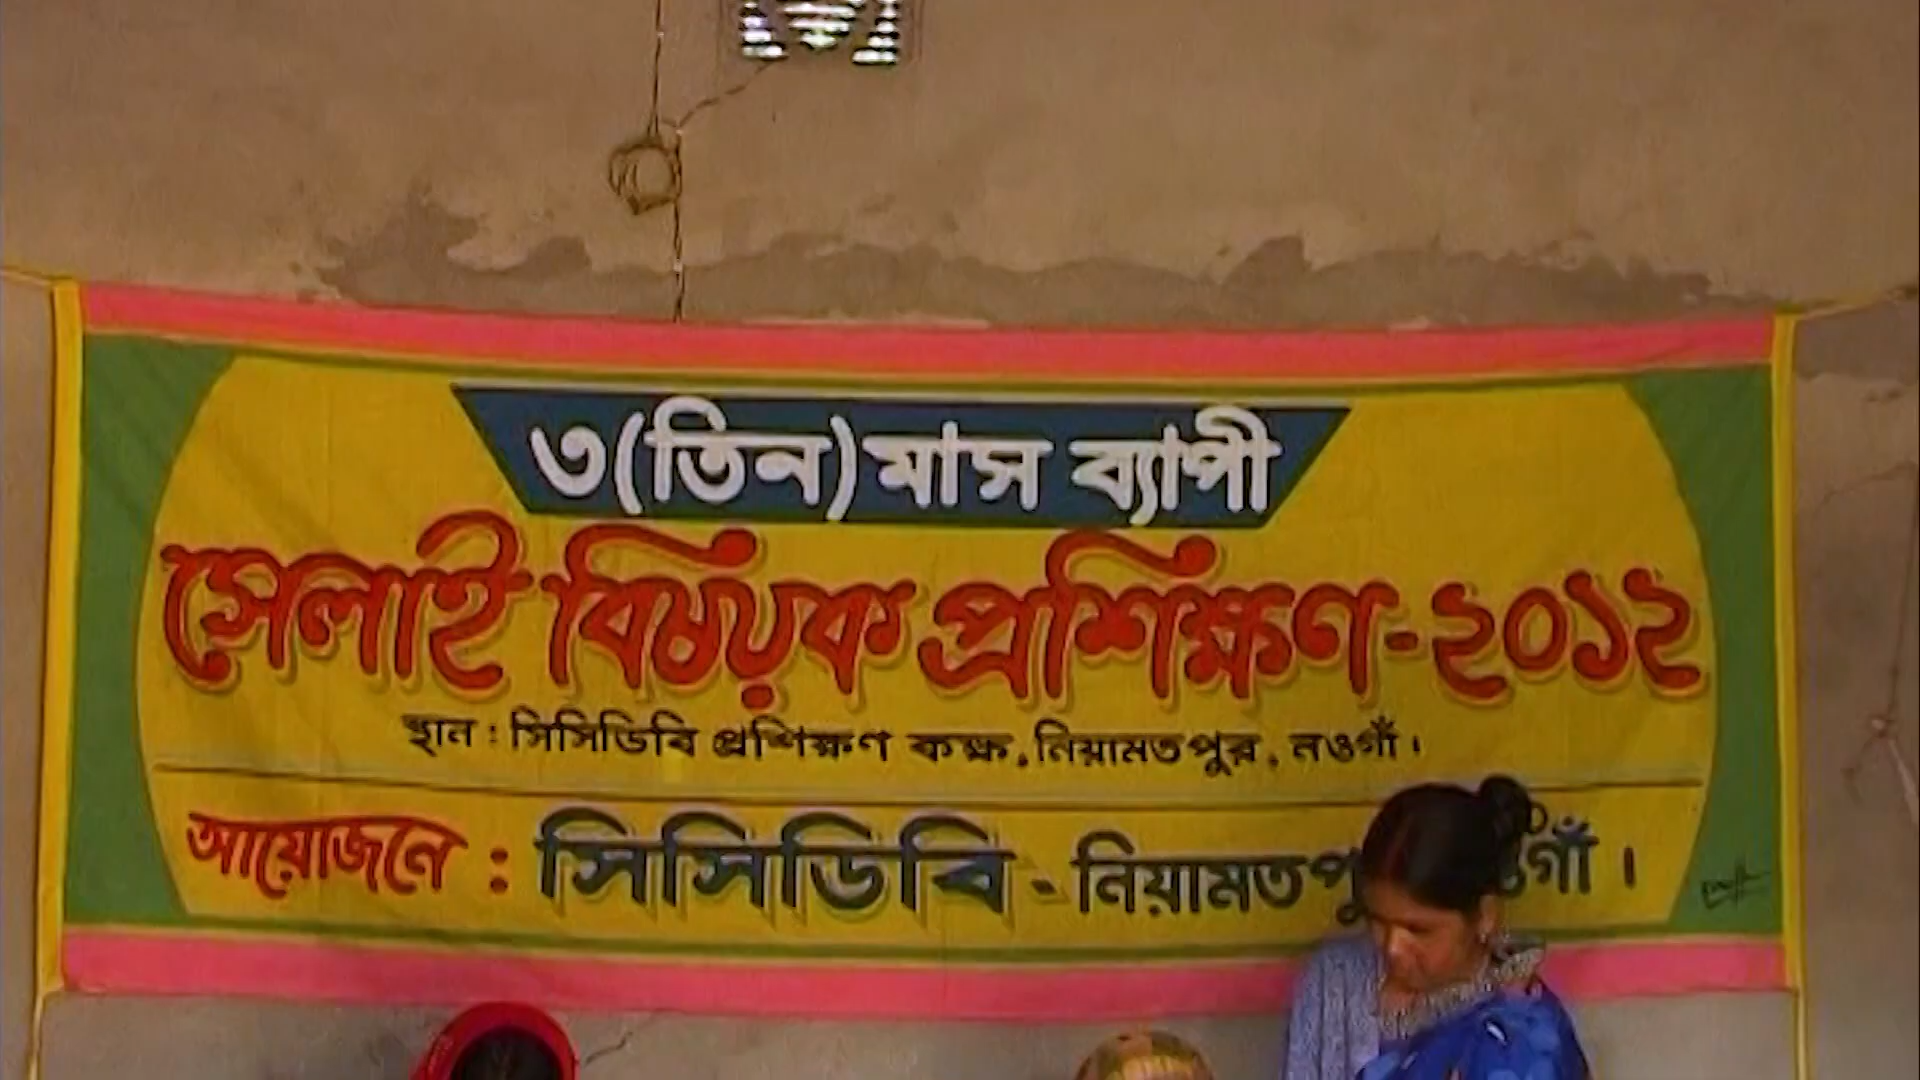 ৩(তিন) মাস ব্যাপী
সেলাই বিষয়ক প্রশিক্ষণ-২০১২
স্থান : সিসিডিবি প্রশিক্ষণ কক্ষ, নিয়ামতপুর, নওগাঁ।
আয়োজনে : সিসিডিবি - নিয়ামতপু